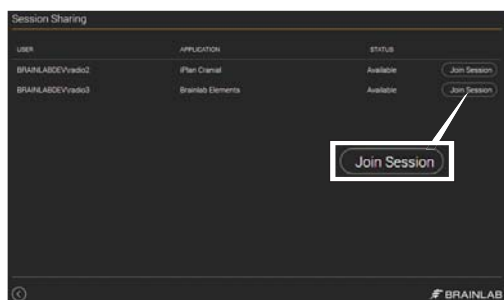 Session Sharing
USER APPLICATION STATUS
BRAINLABDEV\radio2 iPlan Cranial Available Join Session
BRAINLABDEV\radio3 Brainlab Elements Available Join Session
Join Session
BRAINLAB